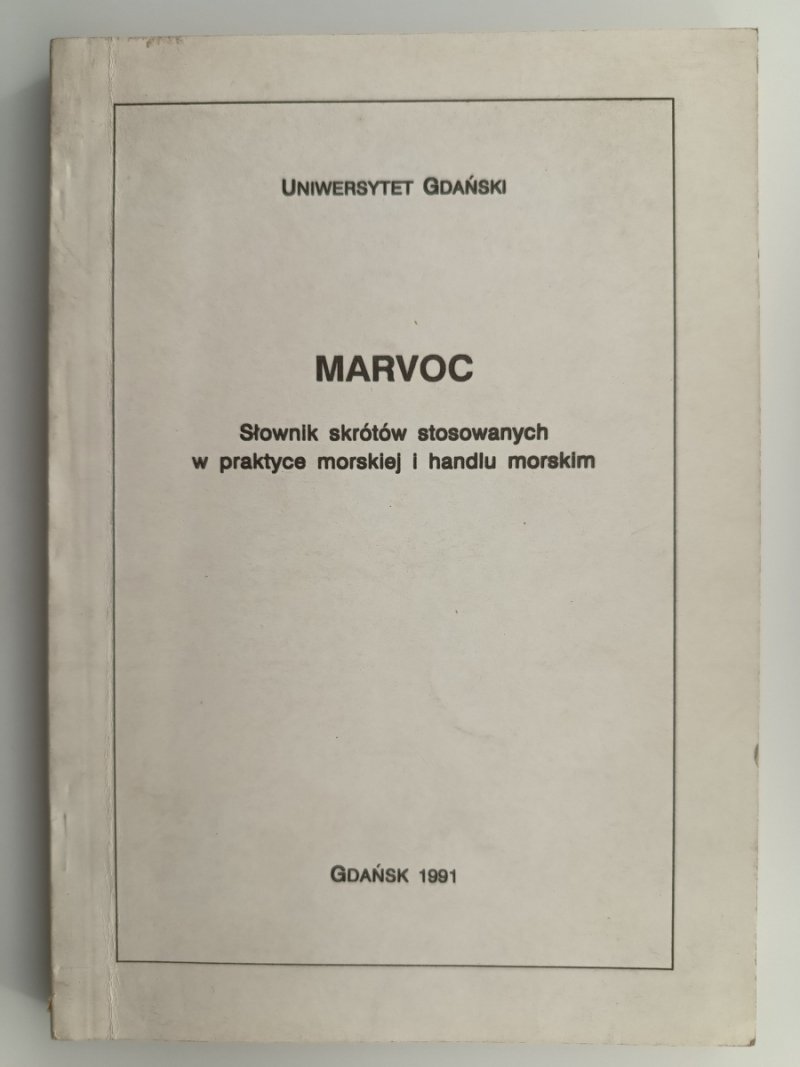 UNIWERSYTET GDAŃSKI
MARVOC
Słownik skrótów stosowanych
w praktyce morskiej i handlu morskim
GDAŃSK 1991